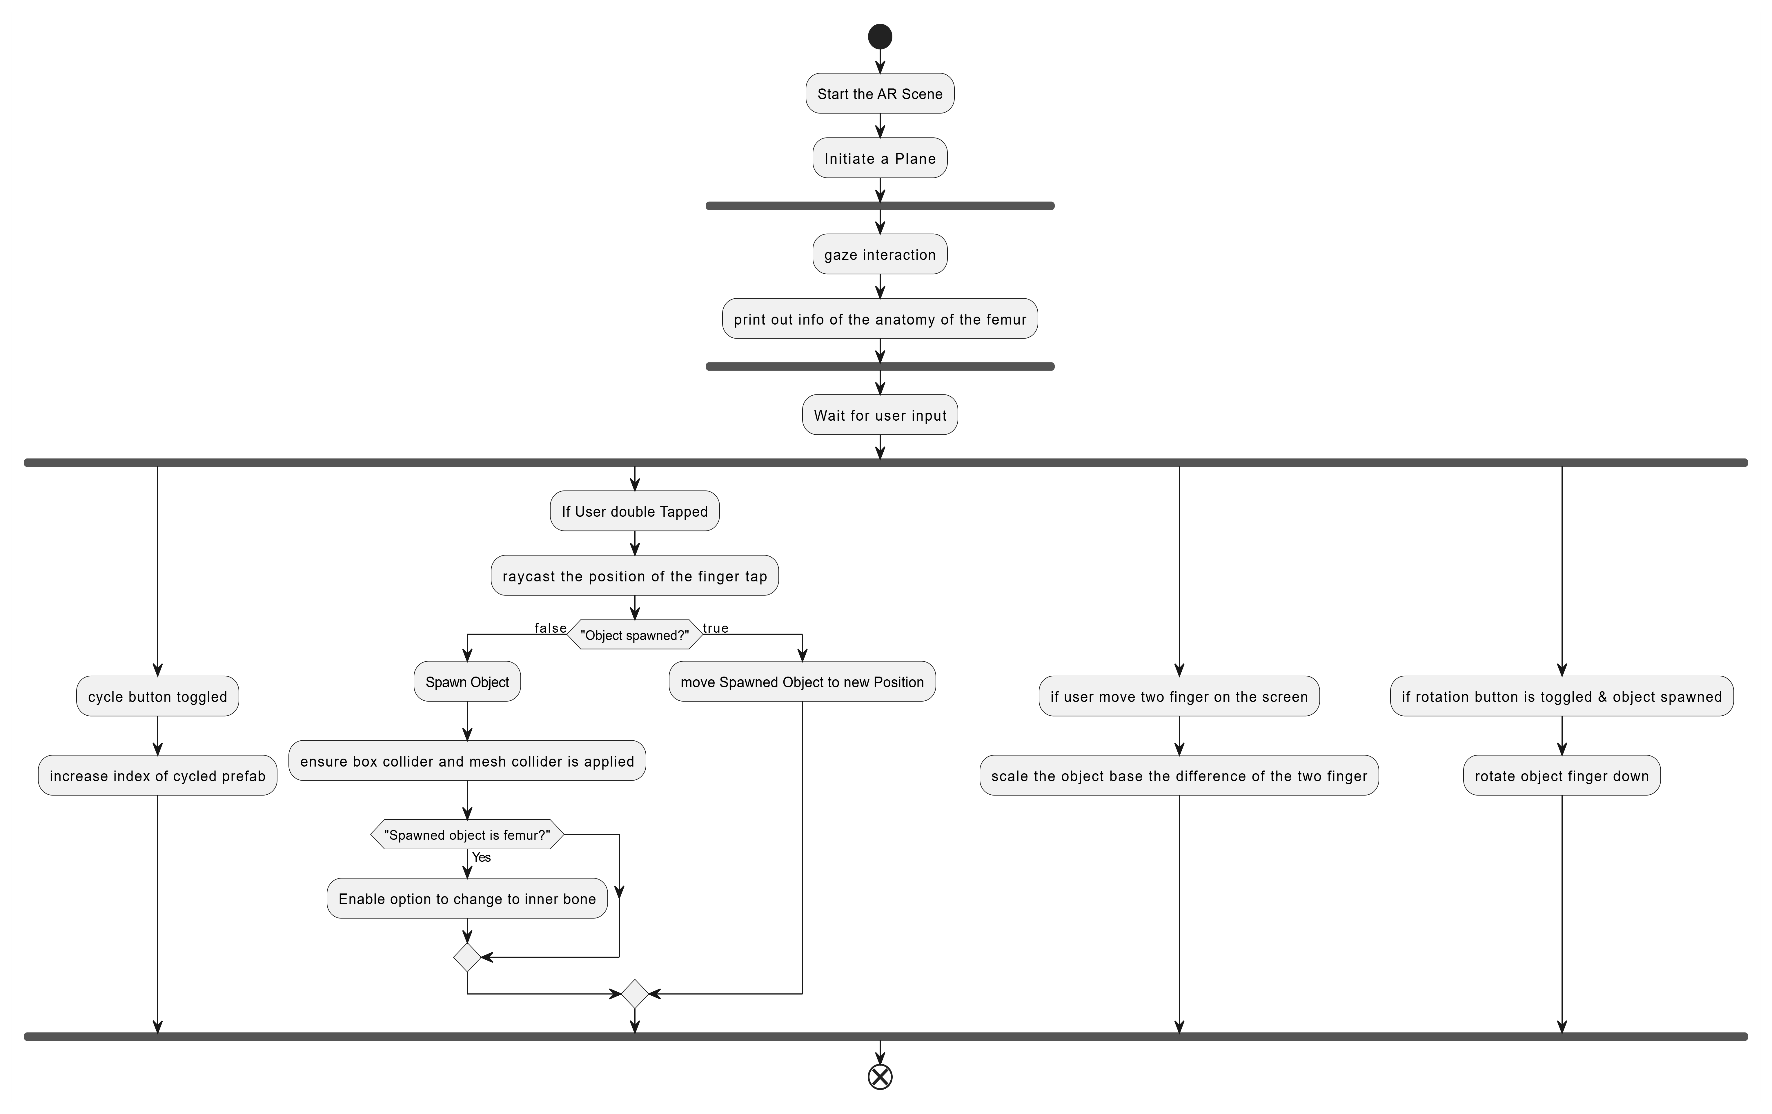 Start the AR Scene
Initiate a Plane
gaze interaction
print out info of the anatomy of the femur
Wait for user input
If User double Tapped
raycast the position of the finger tap
false
"Object spawned?"
true
Spawn Object
move Spawned Object to new Position
cycle button toggled
if user move two finger on the screen
if rotation button is toggled & object spawned
ensure box collider and mesh collider is applied
increase index of cycled prefab
scale the object base the difference of the two finger
rotate object finger down
"Spawned object is femur?"
Yes
Enable option to change to inner bone